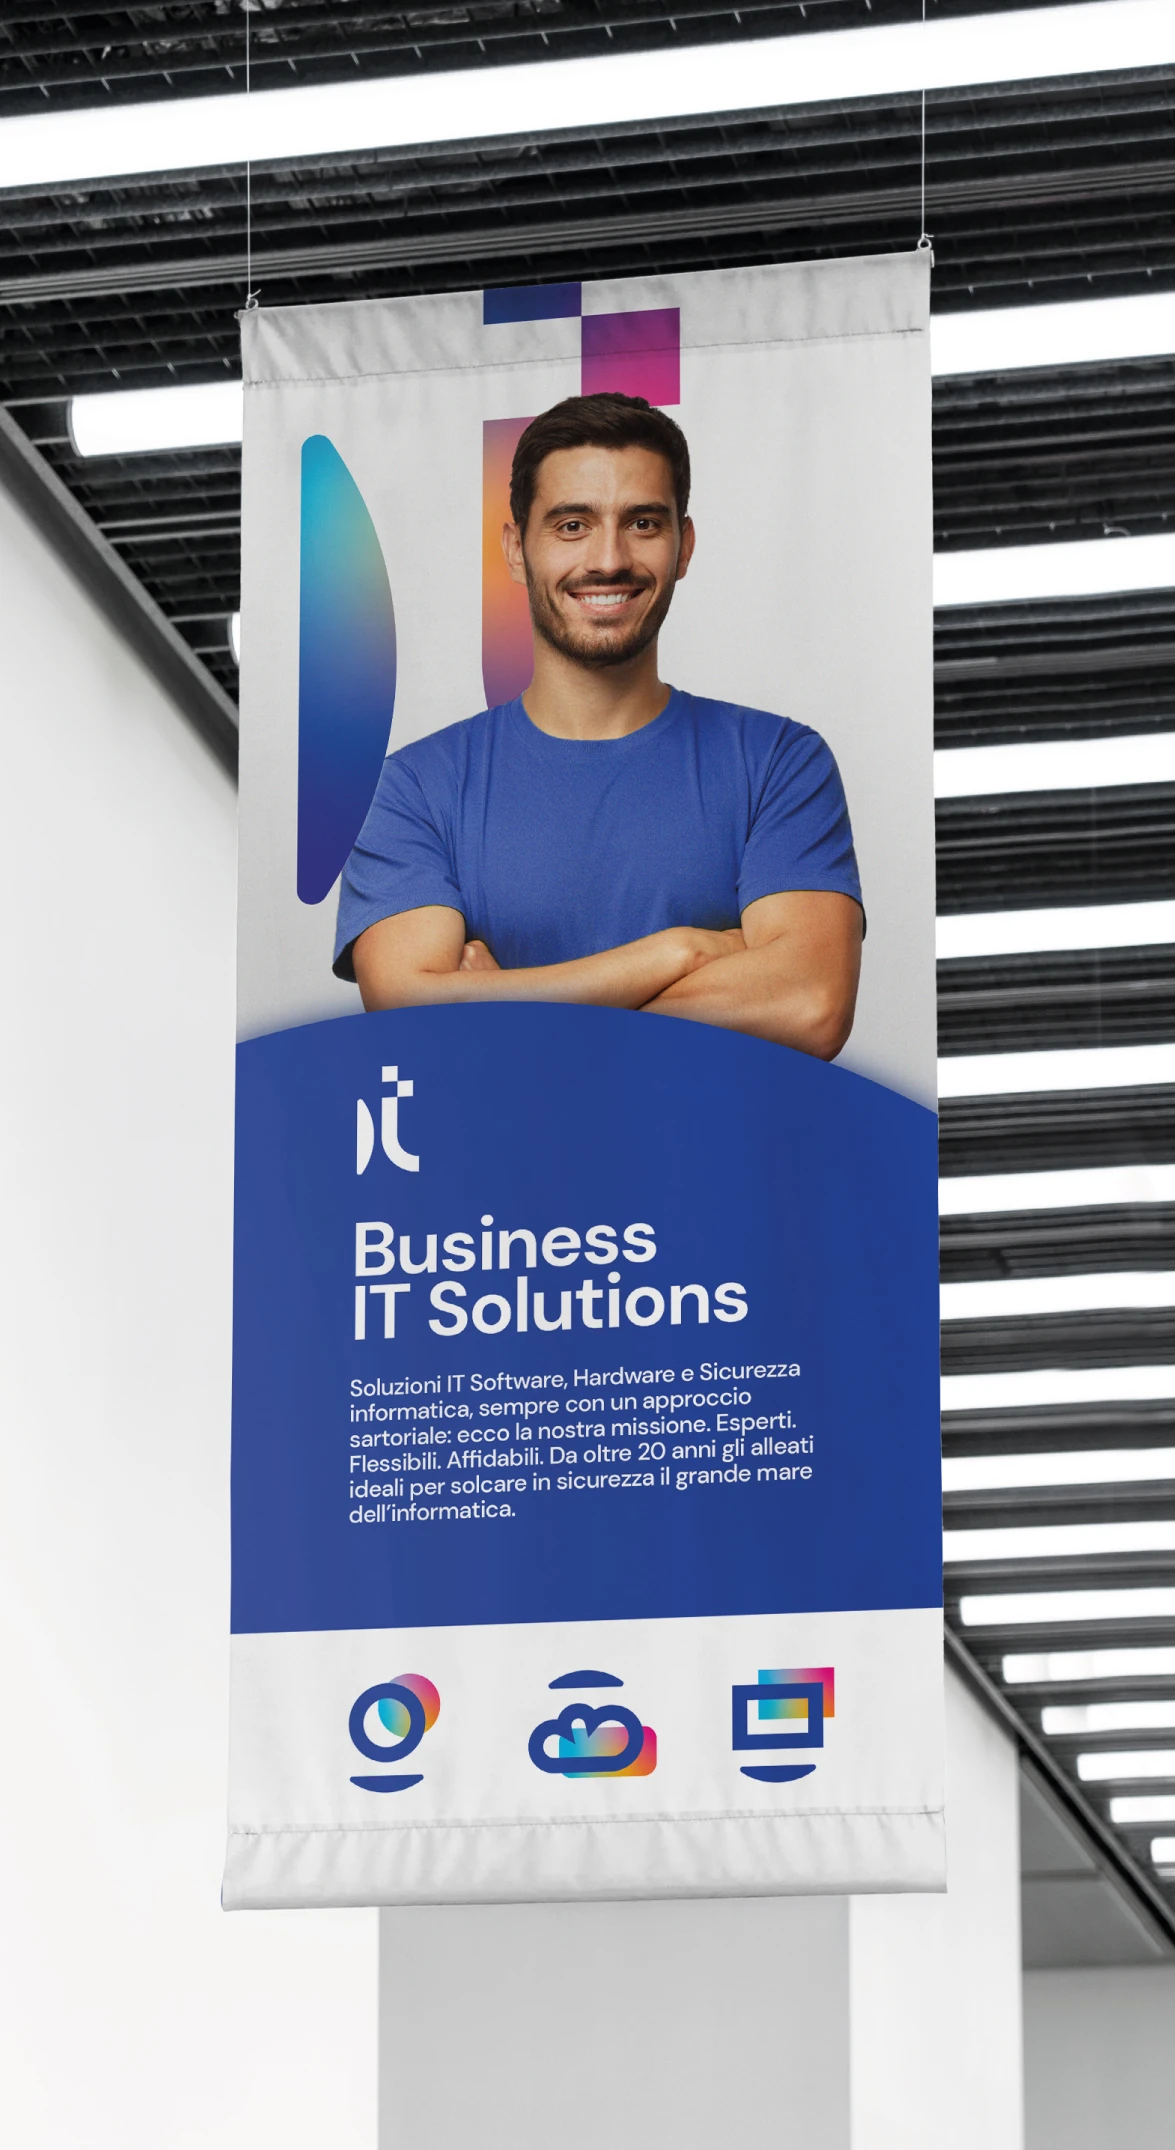 it
Business
IT Solutions
Soluzioni IT Software, Hardware e Sicurezza
informatica, sempre con un approccio
sartoriale: ecco la nostra missione. Esperti.
Flessibili. Affidabili. Da oltre 20 anni gli alleati
ideali per solcare in sicurezza il grande mare
dell’informatica.